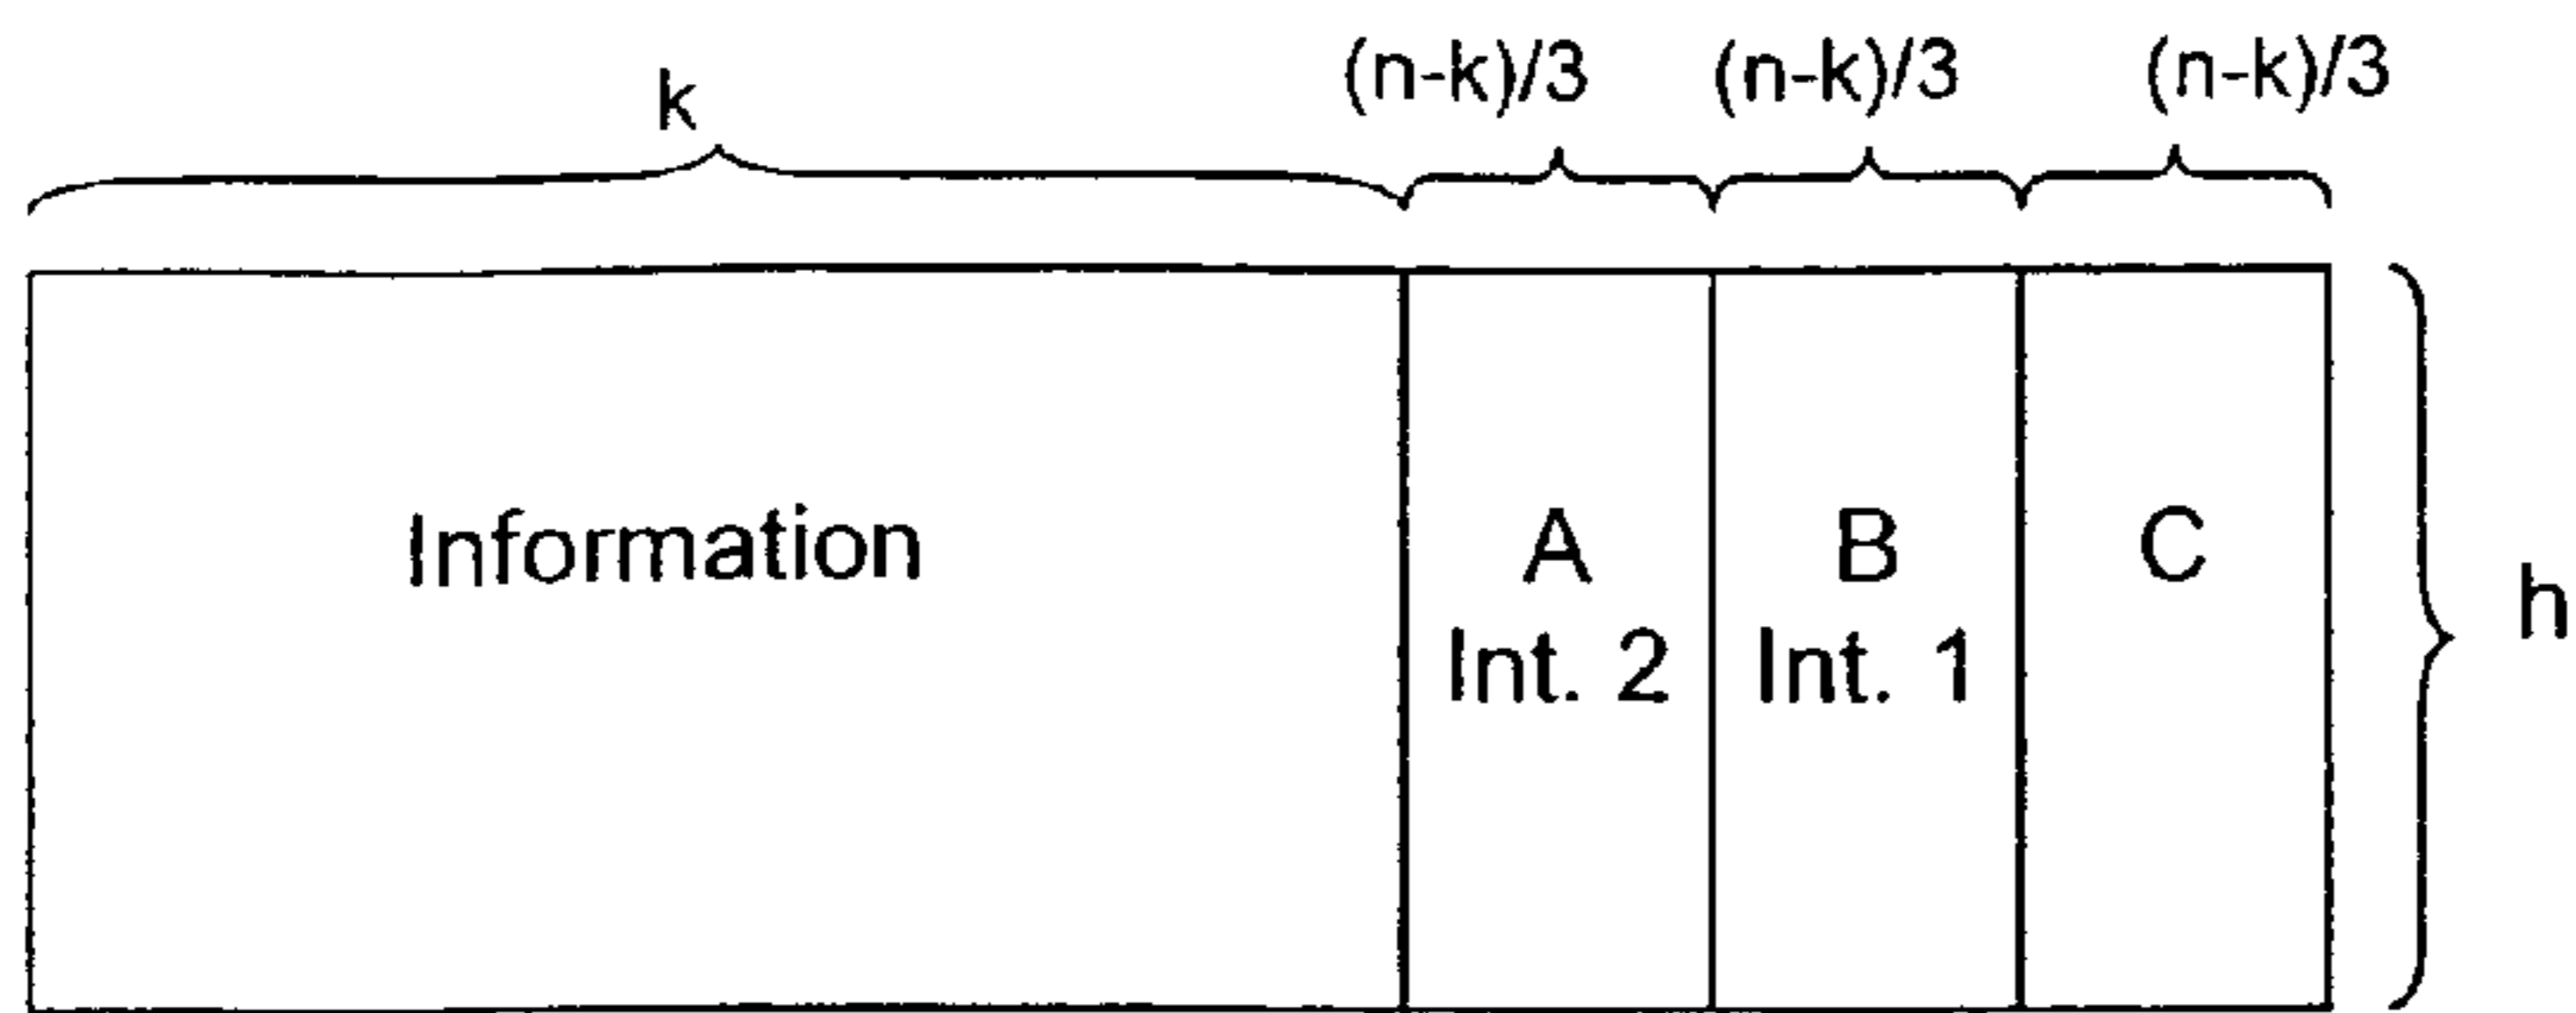 k (n-k)/3 (n-k)/3 (n-k)/3
Information A B C
Int. 2 Int. 1
h